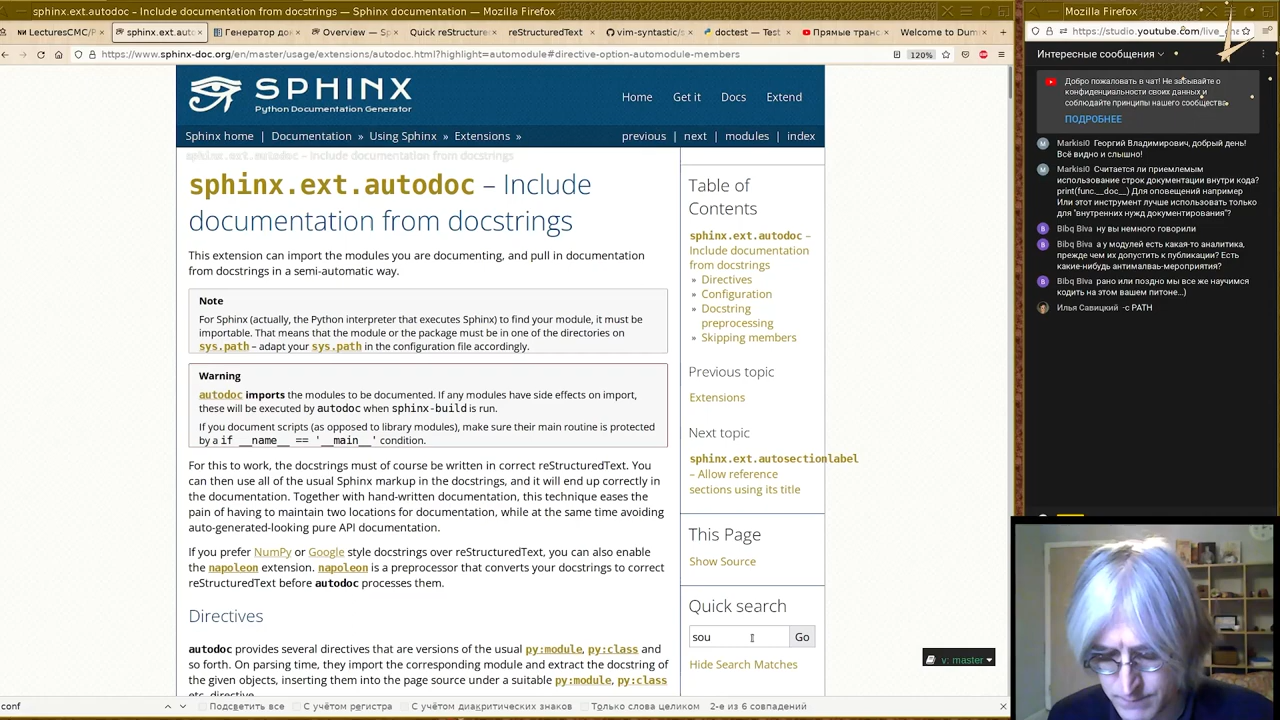 sphinx.ext.autodoc – Include documentation from docstrings — Sphinx documentation — Mozilla Firefox
Mozilla Firefox
LecturesCMC/P
sphinx.ext.auto
Генератор до
Overview — Sp
Quick reStructure
reStructuredText
vim-syntastic/s
doctest — Test
Прямые транс
Welcome to Dum
https://www.sphinx-doc.org/en/master/usage/extensions/autodoc.html?highlight=automodule#directive-option-automodule-members
120%
https://studio.youtube.com/live_
Интересные сообщения
SPHINX
Python Documentation Generator
Home
Get it
Docs
Extend
Sphinx home | Documentation » Using Sphinx » Extensions »
previous | next | modules | index
sphinx.ext.autodoc – Include documentation from docstrings
sphinx.ext.autodoc – Include
documentation from docstrings
This extension can import the modules you are documenting, and pull in documentation
from docstrings in a semi-automatic way.
Note
For Sphinx (actually, the Python interpreter that executes Sphinx) to find your module, it must be
importable. That means that the module or the package must be in one of the directories on
sys.path – adapt your sys.path in the configuration file accordingly.
Warning
autodoc imports the modules to be documented. If any modules have side effects on import,
these will be executed by autodoc when sphinx-build is run.
If you document scripts (as opposed to library modules), make sure their main routine is protected
by a if __name__ == '__main__' condition.
For this to work, the docstrings must of course be written in correct reStructuredText. You
can then use all of the usual Sphinx markup in the docstrings, and it will end up correctly in
the documentation. Together with hand-written documentation, this technique eases the
pain of having to maintain two locations for documentation, while at the same time avoiding
auto-generated-looking pure API documentation.
If you prefer NumPy or Google style docstrings over reStructuredText, you can also enable
the napoleon extension. napoleon is a preprocessor that converts your docstrings to correct
reStructuredText before autodoc processes them.
Directives
autodoc provides several directives that are versions of the usual py:module, py:class and
so forth. On parsing time, they import the corresponding module and extract the docstring of
the given objects, inserting them into the page source under a suitable py:module, py:class
etc. directive.
Table of
Contents
sphinx.ext.autodoc –
Include documentation
from docstrings
» Directives
» Configuration
» Docstring
preprocessing
» Skipping members
Previous topic
Extensions
Next topic
sphinx.ext.autosectionlabel
– Allow reference
sections using its title
This Page
Show Source
Quick search
sou
Go
Hide Search Matches
v: master
Добро пожаловать в чат! Не забывайте о
конфиденциальности своих данных и
соблюдайте принципы нашего сообщества.
ПОДРОБНЕЕ
M
Markisi0 Георгий Владимирович, добрый день!
Всё видно и слышно!
M
Markisi0 Считается ли приемлемым
использование строк документации внутри кода?
print(func.__doc__) Для оповещений например
Или этот инструмент лучше использовать только
для "внутренних нужд документирования"?
B
Bibq Biva ну вы немного говорили
B
Bibq Biva а у модулей есть какая-то аналитика,
прежде чем их допустить к публикации? Есть
какие-нибудь антималваь-мероприятия?
B
Bibq Biva рано или поздно мы все же научимся
кодить на этом вашем питоне...)
Илья Савицкий -c PATH
conf
Подсветить все
С учётом регистра
С учётом диакритических знаков
Только слова целиком
2-е из 6 совпадений